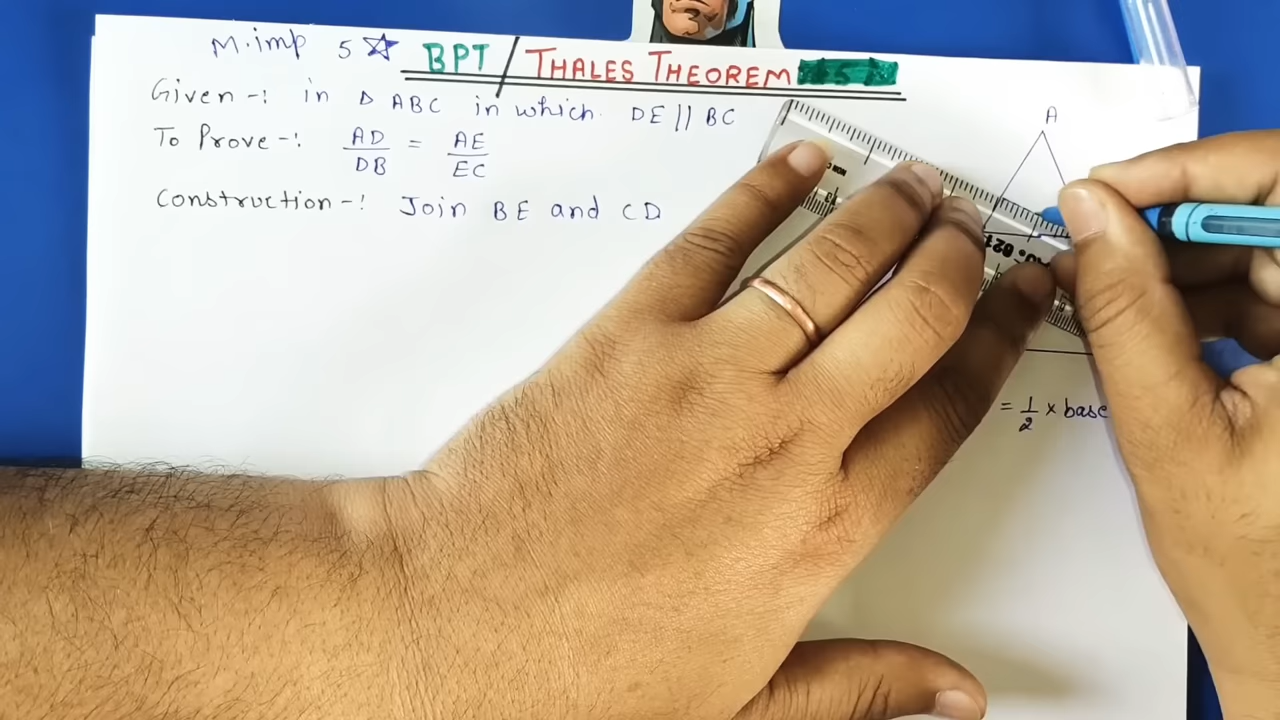 M.imp 5☆ BPT / THALES THEOREM
Given -: in Δ ABC in which. DE || BC
To Prove -: AD/DB = AE/EC
Construction -: Join BE and CD
A
= 1/2 × base